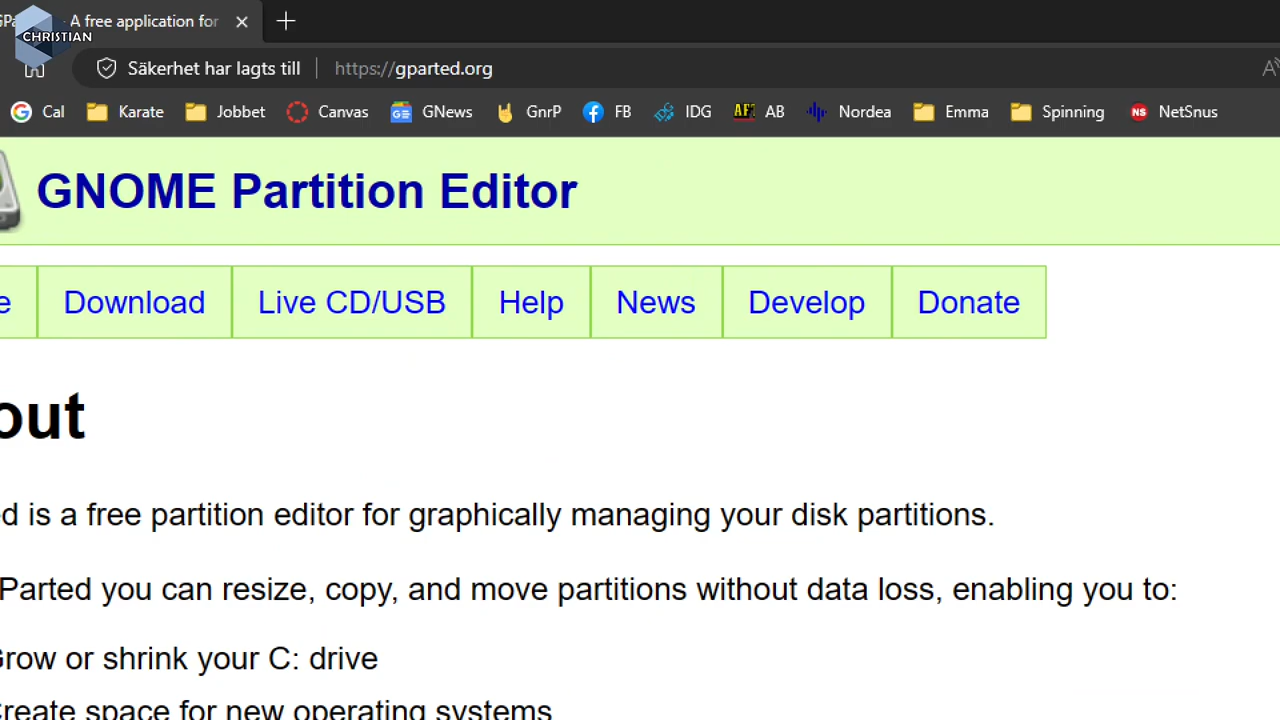 A free application for
CHRISTIAN
Säkerhet har lagts till https://gparted.org
Cal Karate Jobbet Canvas GNews GnrP FB IDG AB Nordea Emma Spinning NetSnus
GNOME Partition Editor
e Download Live CD/USB Help News Develop Donate
out
ed is a free partition editor for graphically managing your disk partitions.
Parted you can resize, copy, and move partitions without data loss, enabling you to:
Grow or shrink your C: drive
Create space for new operating systems